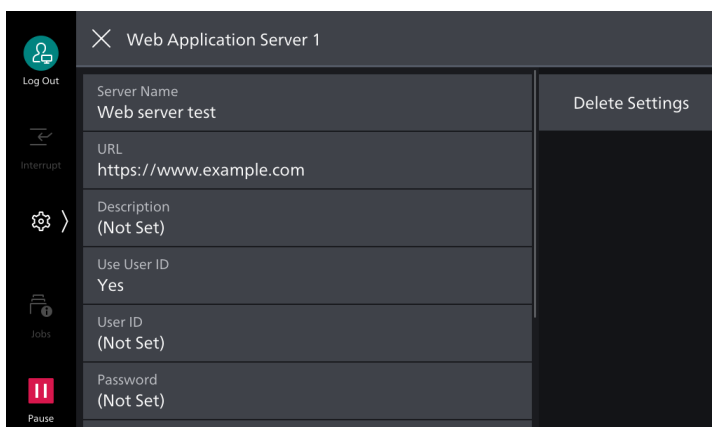 Web Application Server 1
Log Out
Server Name
Web server test
Delete Settings
URL
https://www.example.com
Interrupt
Description
(Not Set)
Use User ID
Yes
User ID
(Not Set)
Jobs
Password
(Not Set)
Pause